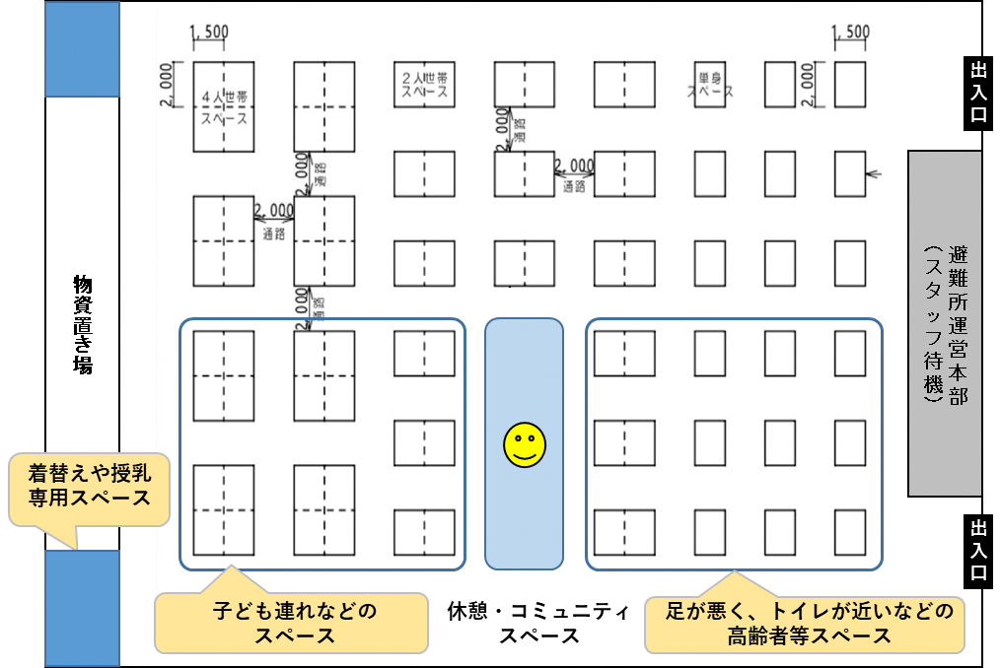 1,500
1,500
2,000
4人世帯
スペース
2人世帯
スペース
単身
スペース
2,000
出入口
2,000
通路
2,000
通路
2,000
通路
2,000
通路
2,000
通路
物資置き場
避難所運営本部
(スタッフ待機)
着替えや授乳
専用スペース
出入口
子ども連れなどの
スペース
休憩・コミュニティ
スペース
足が悪く、トイレが近いなどの
高齢者等スペース